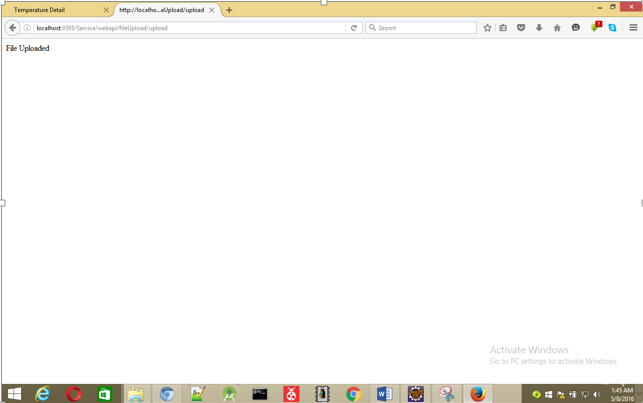 Temperature Detail
http://localho...eUpload/upload
localhost:9595/Service/webapi/fileUpload/upload
Search
File Uploaded
Activate Windows
Go to PC settings to activate Windows.
1:45 AM
5/8/2016